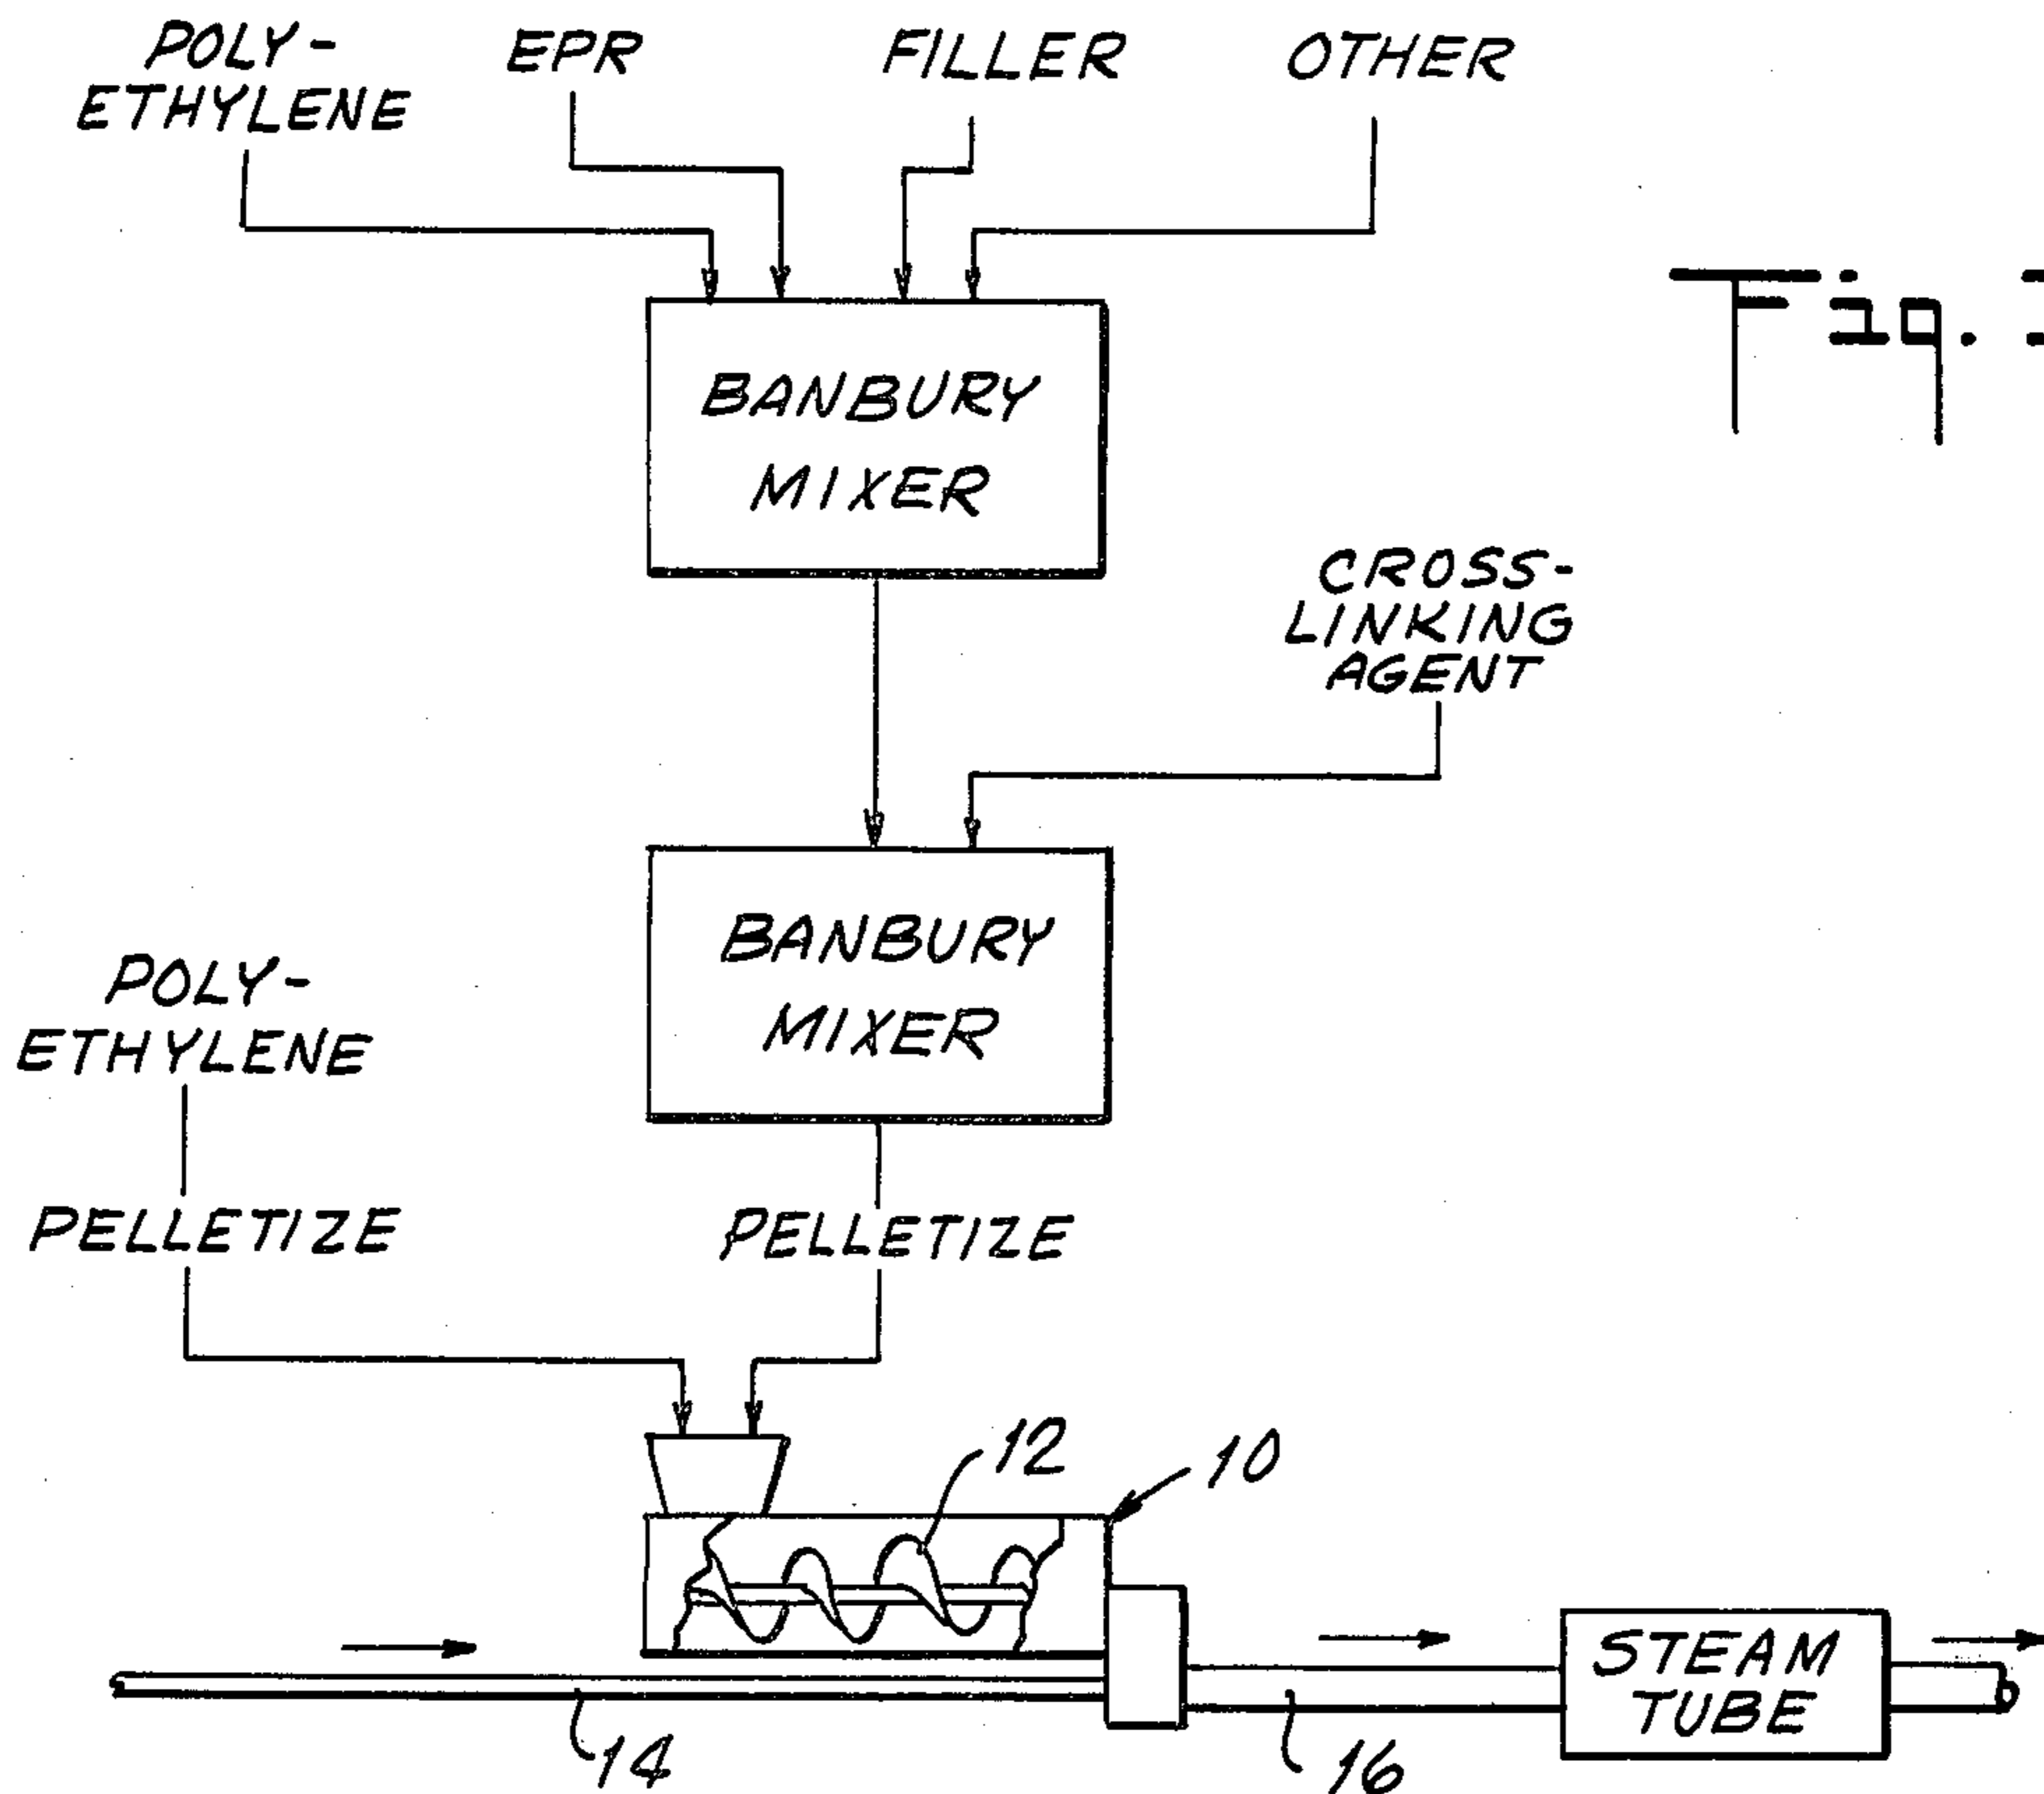 POLY-
ETHYLENE
EPR
FILLER
OTHER
Fig.
BANBURY
MIXER
CROSS-
LINKING
AGENT
BANBURY
MIXER
POLY-
ETHYLENE
PELLETIZE
PELLETIZE
12
10
STEAM
TUBE
14
16